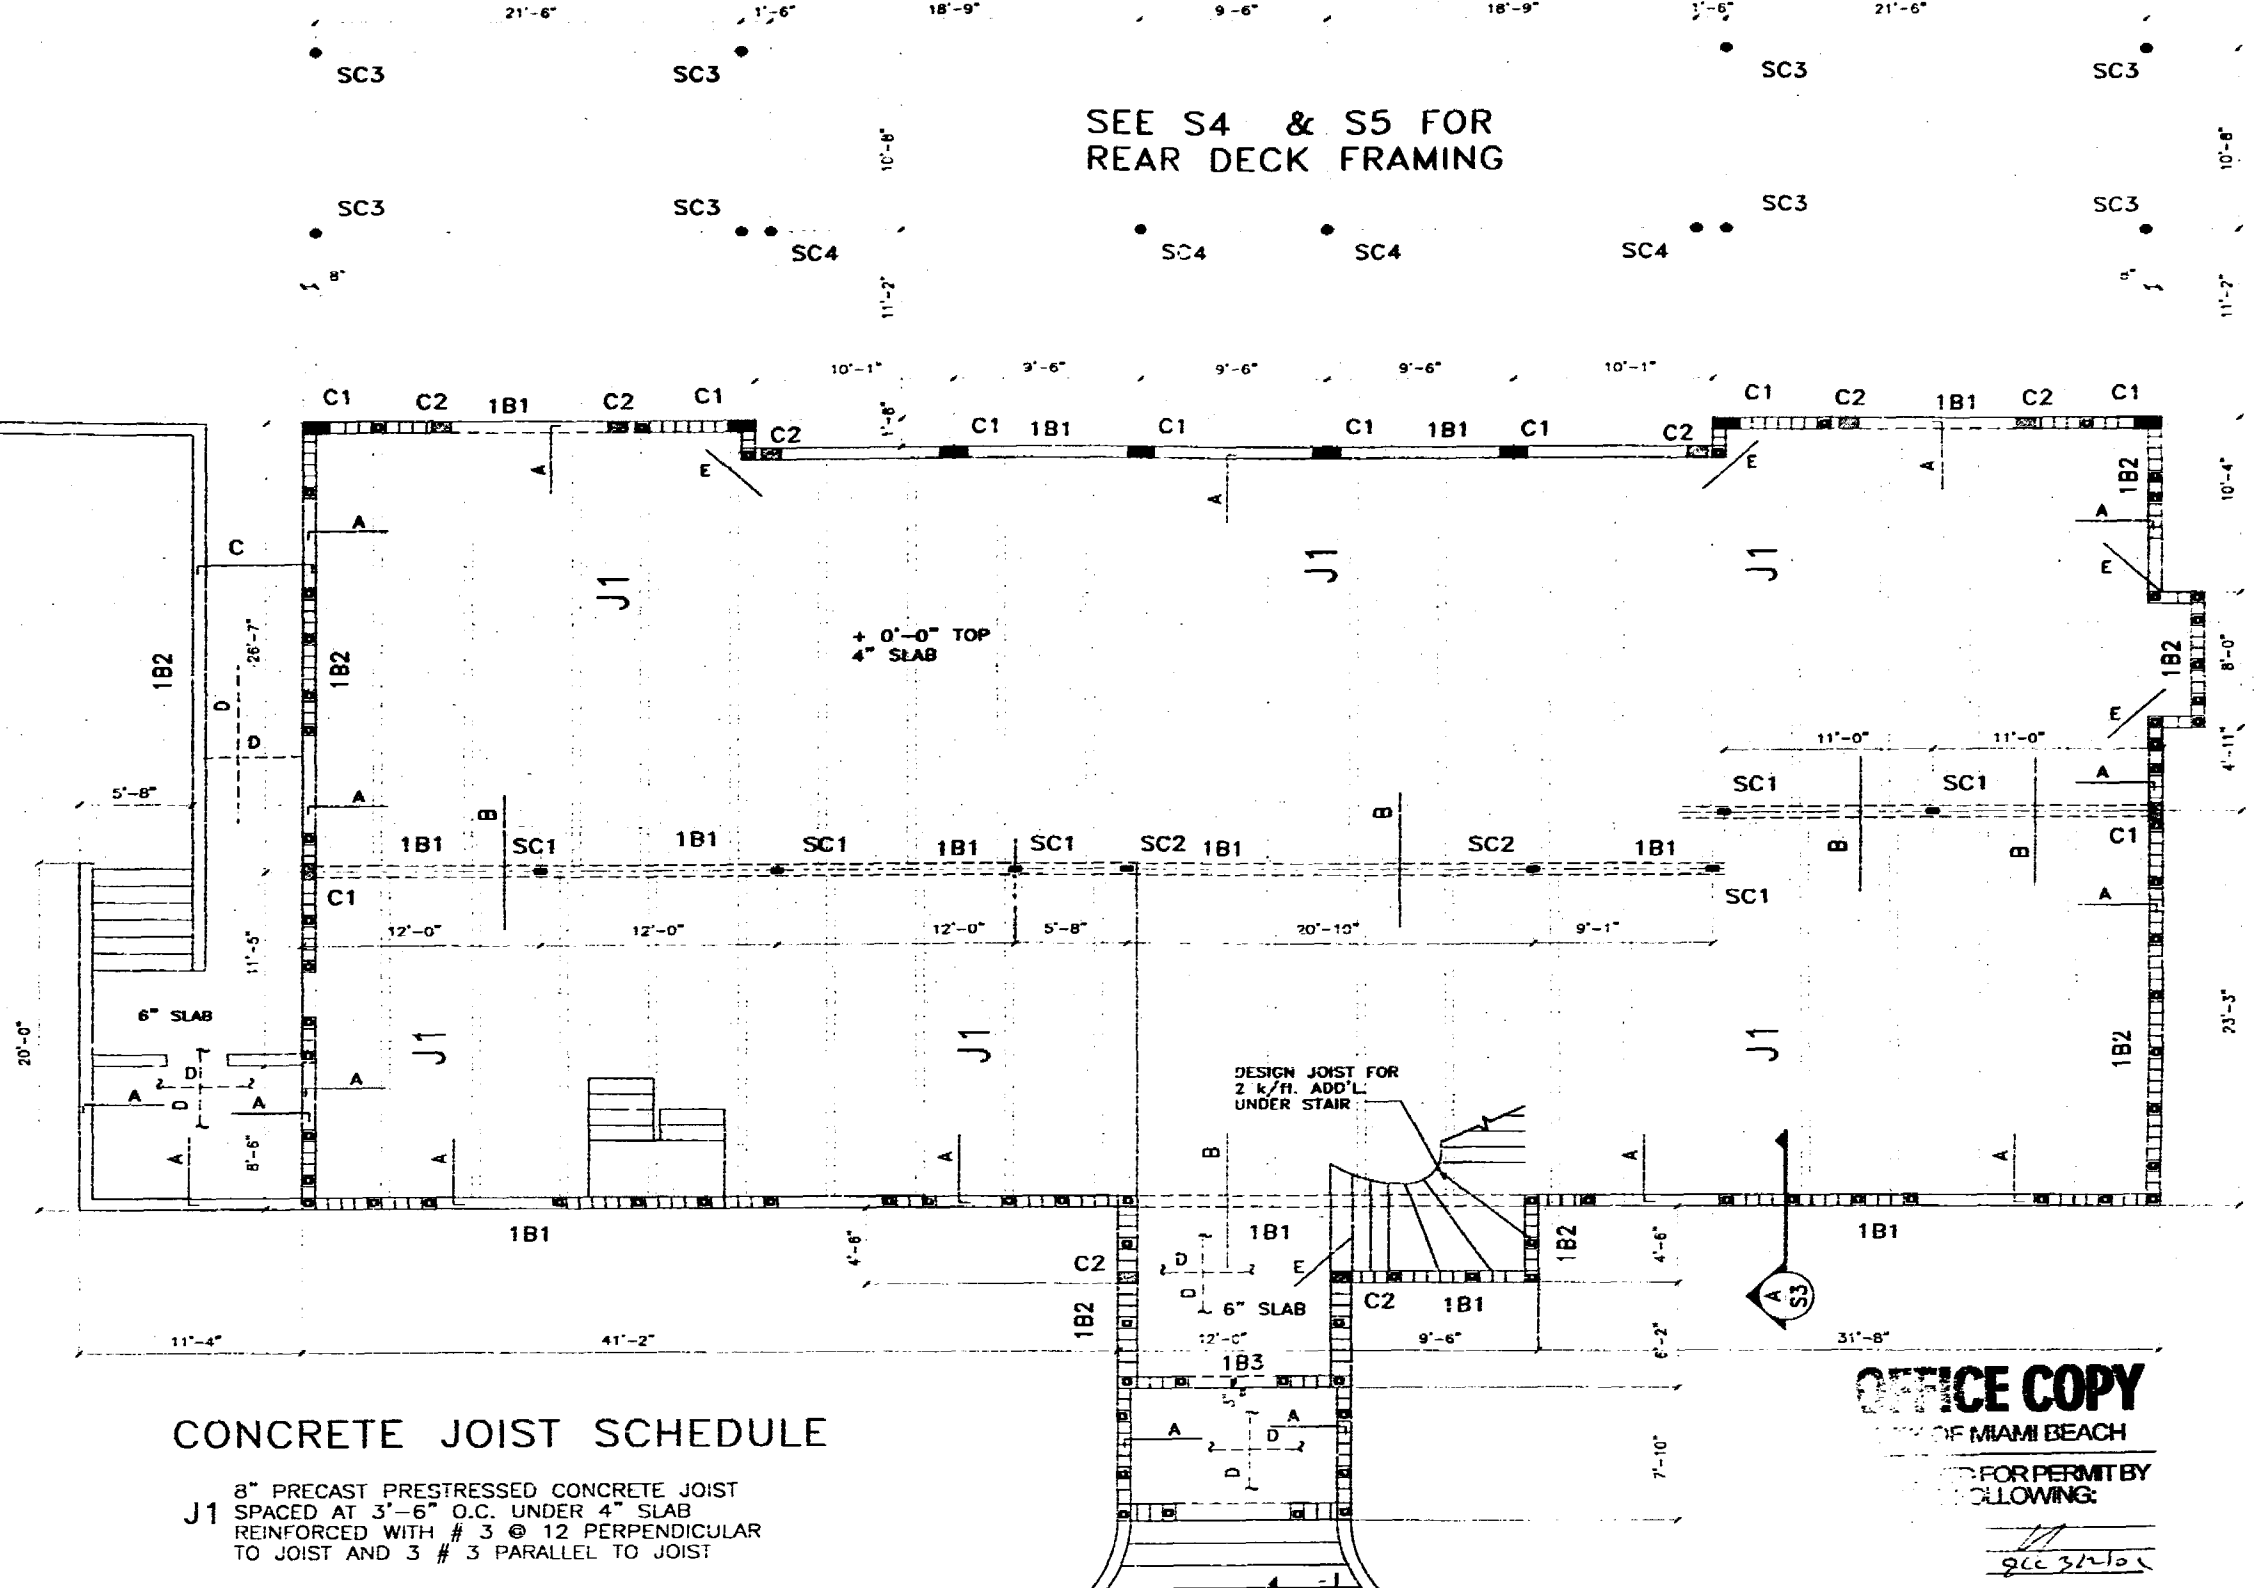 21'-6" 1'-6" 18'-9" 9'-6" 18'-9" 1'-6" 21'-6"
SC3 SC3 SC3 SC3
SEE S4 & S5 FOR
REAR DECK FRAMING
10'-8" 10'-8"
SC3 SC3 SC3 SC3
SC4 SC4 SC4 SC4
8"
11'-2" 11'-2"
10'-1" 9'-6" 9'-6" 9'-6" 10'-1"
C1 C2 1B1 C2 C1 C1 C2 1B1 C2 C1
1'-8"
C2 C1 1B1 C1 C1 1B1 C1 C2
A E A E A 1B2 10'-4"
A A
C E
J1 J1 J1
+ 0'-0" TOP
4" SLAB
1B2 26'-7" 1B2 1B2 8'-0"
D E
D 11'-0" 11'-0" 4'-11"
5'-8" A SC1 SC1 A
B B
1B1 SC1 1B1 SC1 1B1 SC1 SC2 1B1 SC2 1B1 B B C1
C1 SC1 A
12'-0" 12'-0" 12'-0" 5'-8" 20'-10" 9'-1"
11'-5"
6" SLAB
20'-0" J1 J1 J1 1B2 23'-3"
DESIGN JOIST FOR
2 k/ft. ADD'L.
UNDER STAIR
D A
A D A
A 8'-6" A A B A A
1B1 4'-6" 1B1 1B2 4'-6" 1B1
C2 D E
D 6" SLAB C2 1B1 A
S3
1B2
11'-4" 41'-2" 12'-0" 9'-6" 6'-2" 31'-8"
1B3
A A D
D 7'-10"
CONCRETE JOIST SCHEDULE
J1 8" PRECAST PRESTRESSED CONCRETE JOIST
SPACED AT 3'-6" O.C. UNDER 4" SLAB
REINFORCED WITH # 3 @ 12 PERPENDICULAR
TO JOIST AND 3 # 3 PARALLEL TO JOIST
OFFICE COPY
OF MIAMI BEACH
FOR PERMIT BY
FOLLOWING: